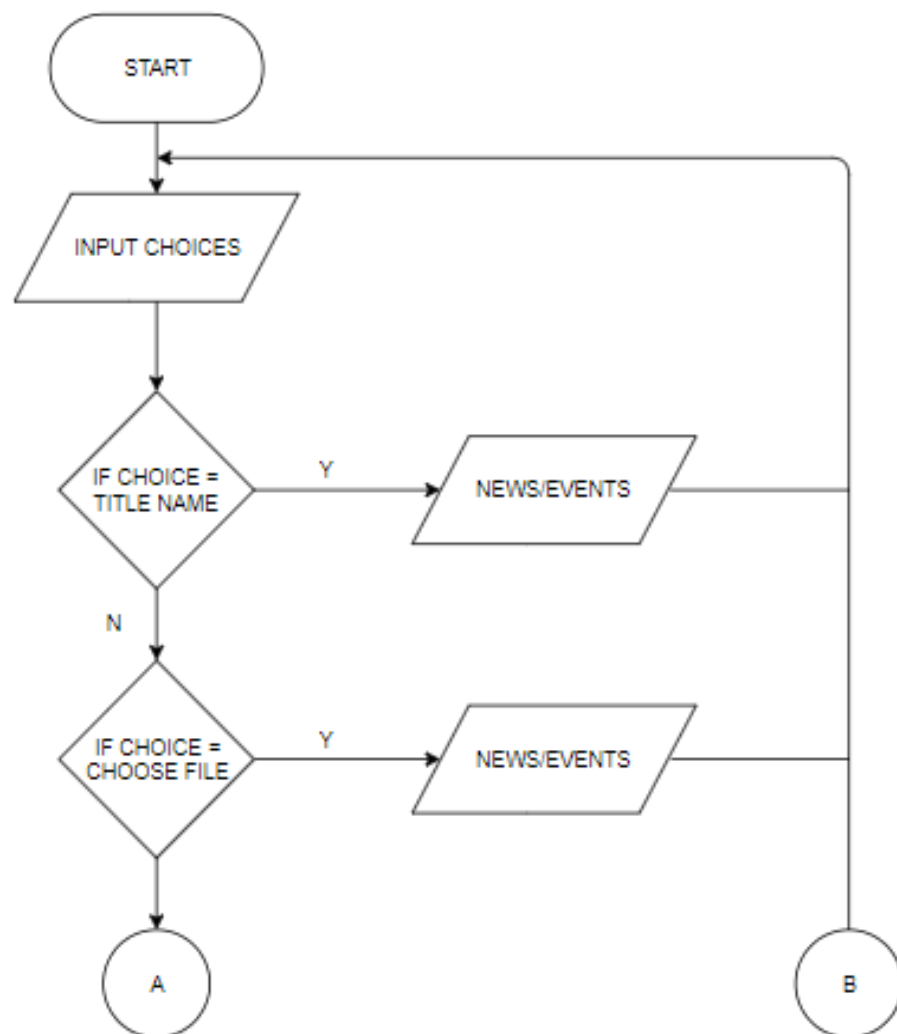 START
INPUT CHOICES
IF CHOICE =
TITLE NAME
Y
NEWS/EVENTS
N
IF CHOICE =
CHOOSE FILE
Y
NEWS/EVENTS
A
B